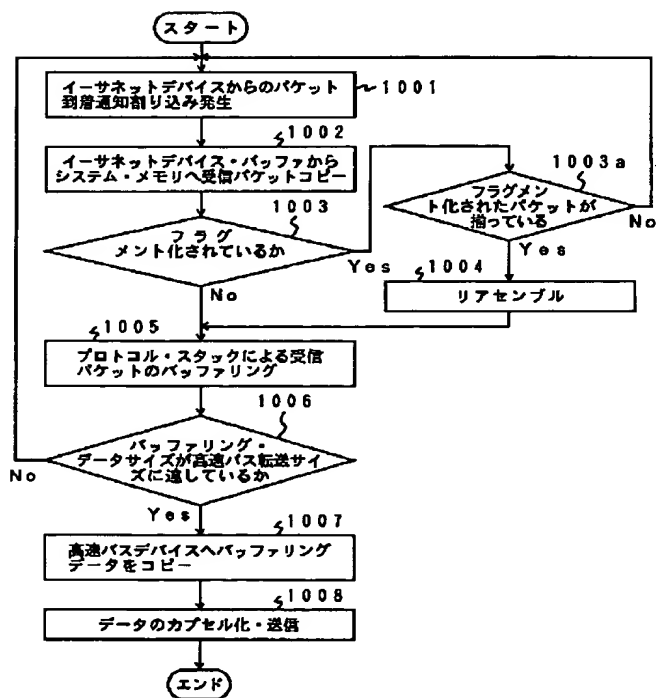 スタート
イーサネットデバイスからのパケット
到着通知割り込み発生
1001
1002
イーサネットデバイス・バッファから
システム・メモリへ受信パケットコピー
1003
フラグ
メント化されているか
Yes
No
1003a
フラグメン
ト化されたパケットが
揃っている
No
Yes
1004
リアセンブル
1005
プロトコル・スタックによる受信
パケットのバッファリング
1006
バッファリング・
データサイズが高速バス転送サイ
ズに達しているか
No
Yes
1007
高速バスデバイスへバッファリング
データをコピー
1008
データのカプセル化・送信
エンド